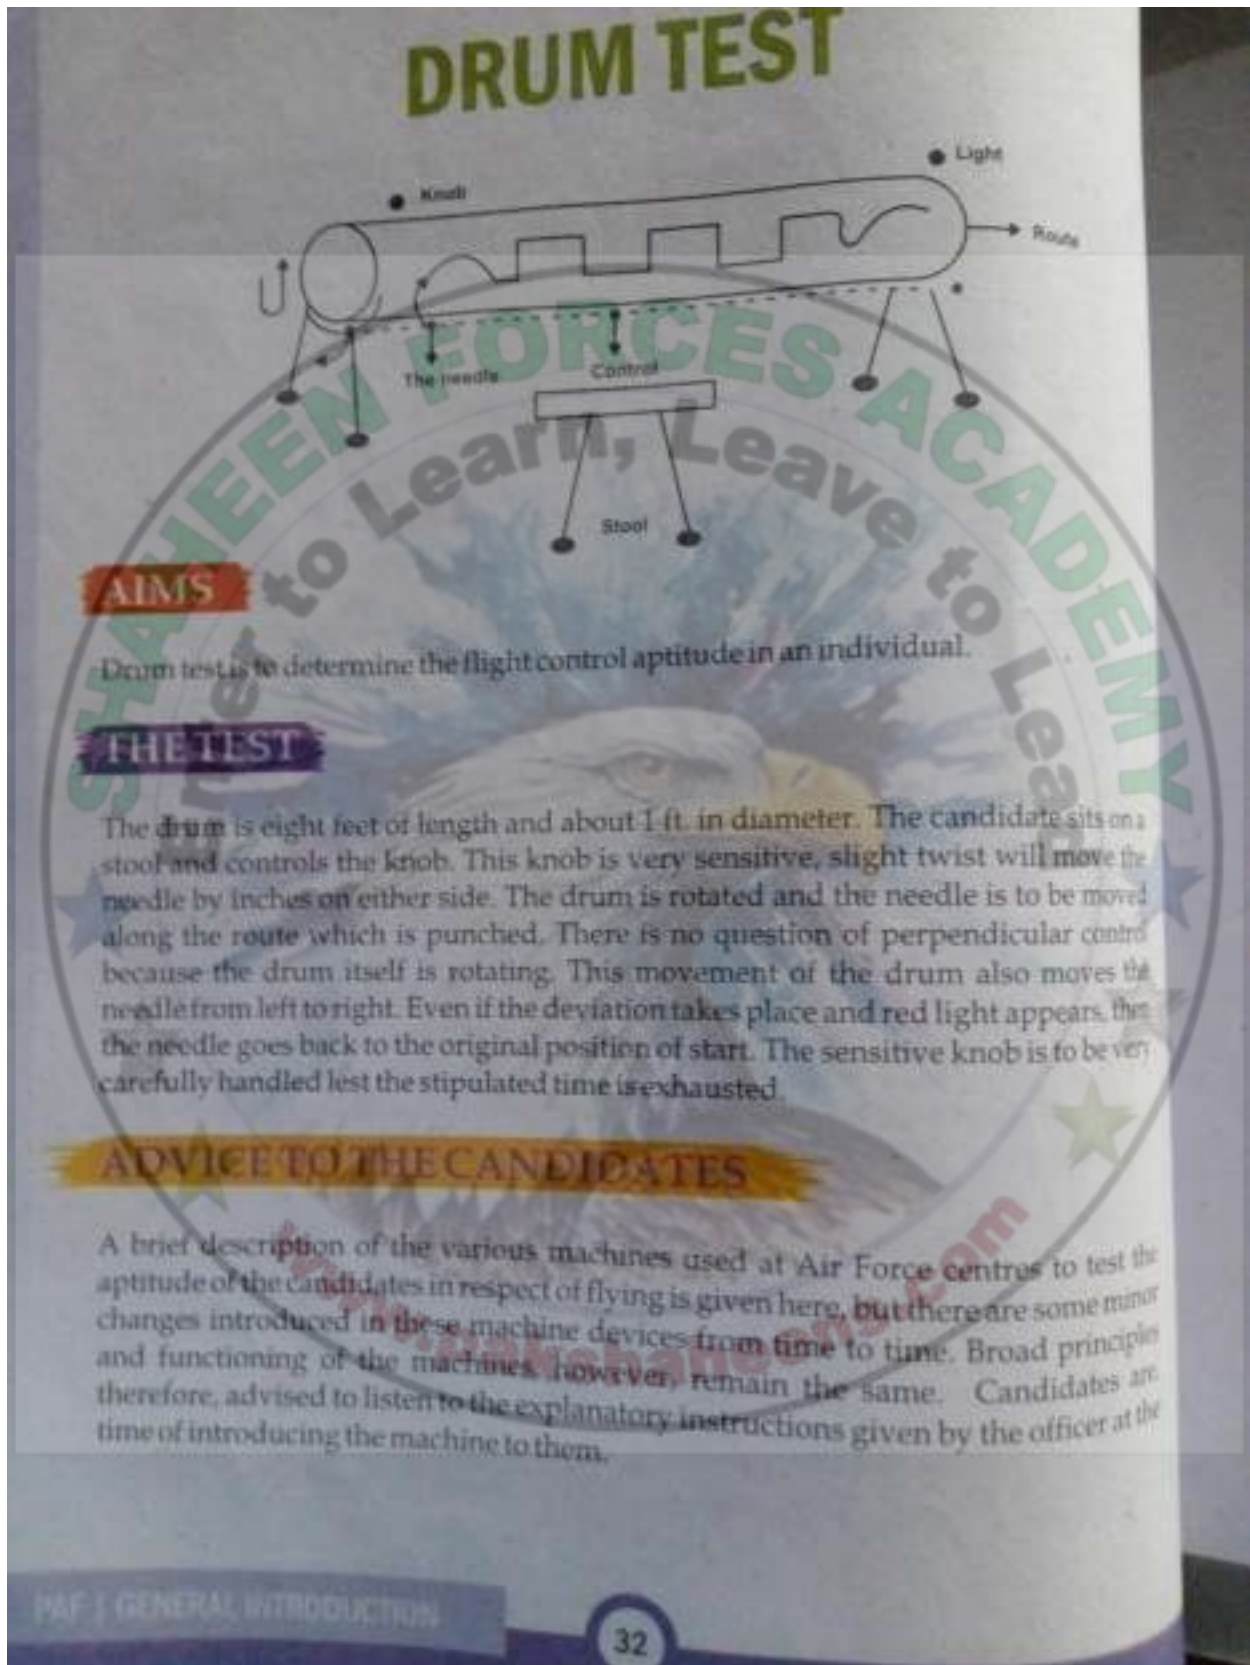 DRUM TEST
Light
Knob
Route
The needle
Control
Stool
SHAHEEN FORCES ACADEMY
Enter to Learn, Leave to Lead
AIMS
Drum test is to determine the flight control aptitude in an individual.
THE TEST
The drum is eight feet of length and about 1 ft. in diameter. The candidate sits on a
stool and controls the knob. This knob is very sensitive, slight twist will move the
needle by inches on either side. The drum is rotated and the needle is to be moved
along the route which is punched. There is no question of perpendicular control
because the drum itself is rotating. This movement of the drum also moves the
needle from left to right. Even if the deviation takes place and red light appears, then
the needle goes back to the original position of start. The sensitive knob is to be very
carefully handled lest the stipulated time is exhausted.
ADVICE TO THE CANDIDATES
A brief description of the various machines used at Air Force centres to test the
aptitude of the candidates in respect of flying is given here, but there are some minor
changes introduced in these machine devices from time to time. Broad principles
and functioning of the machines, however, remain the same. Candidates are
therefore, advised to listen to the explanatory instructions given by the officer at the
time of introducing the machine to them.
PAF | GENERAL INTRODUCTION
32